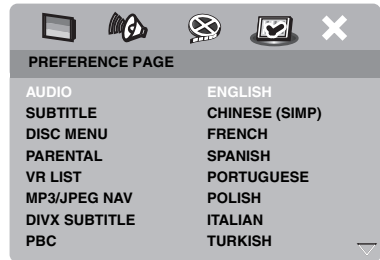 PREFERENCE PAGE
AUDIO ENGLISH
SUBTITLE CHINESE (SIMP)
DISC MENU FRENCH
PARENTAL SPANISH
VR LIST PORTUGUESE
MP3/JPEG NAV POLISH
DIVX SUBTITLE ITALIAN
PBC TURKISH